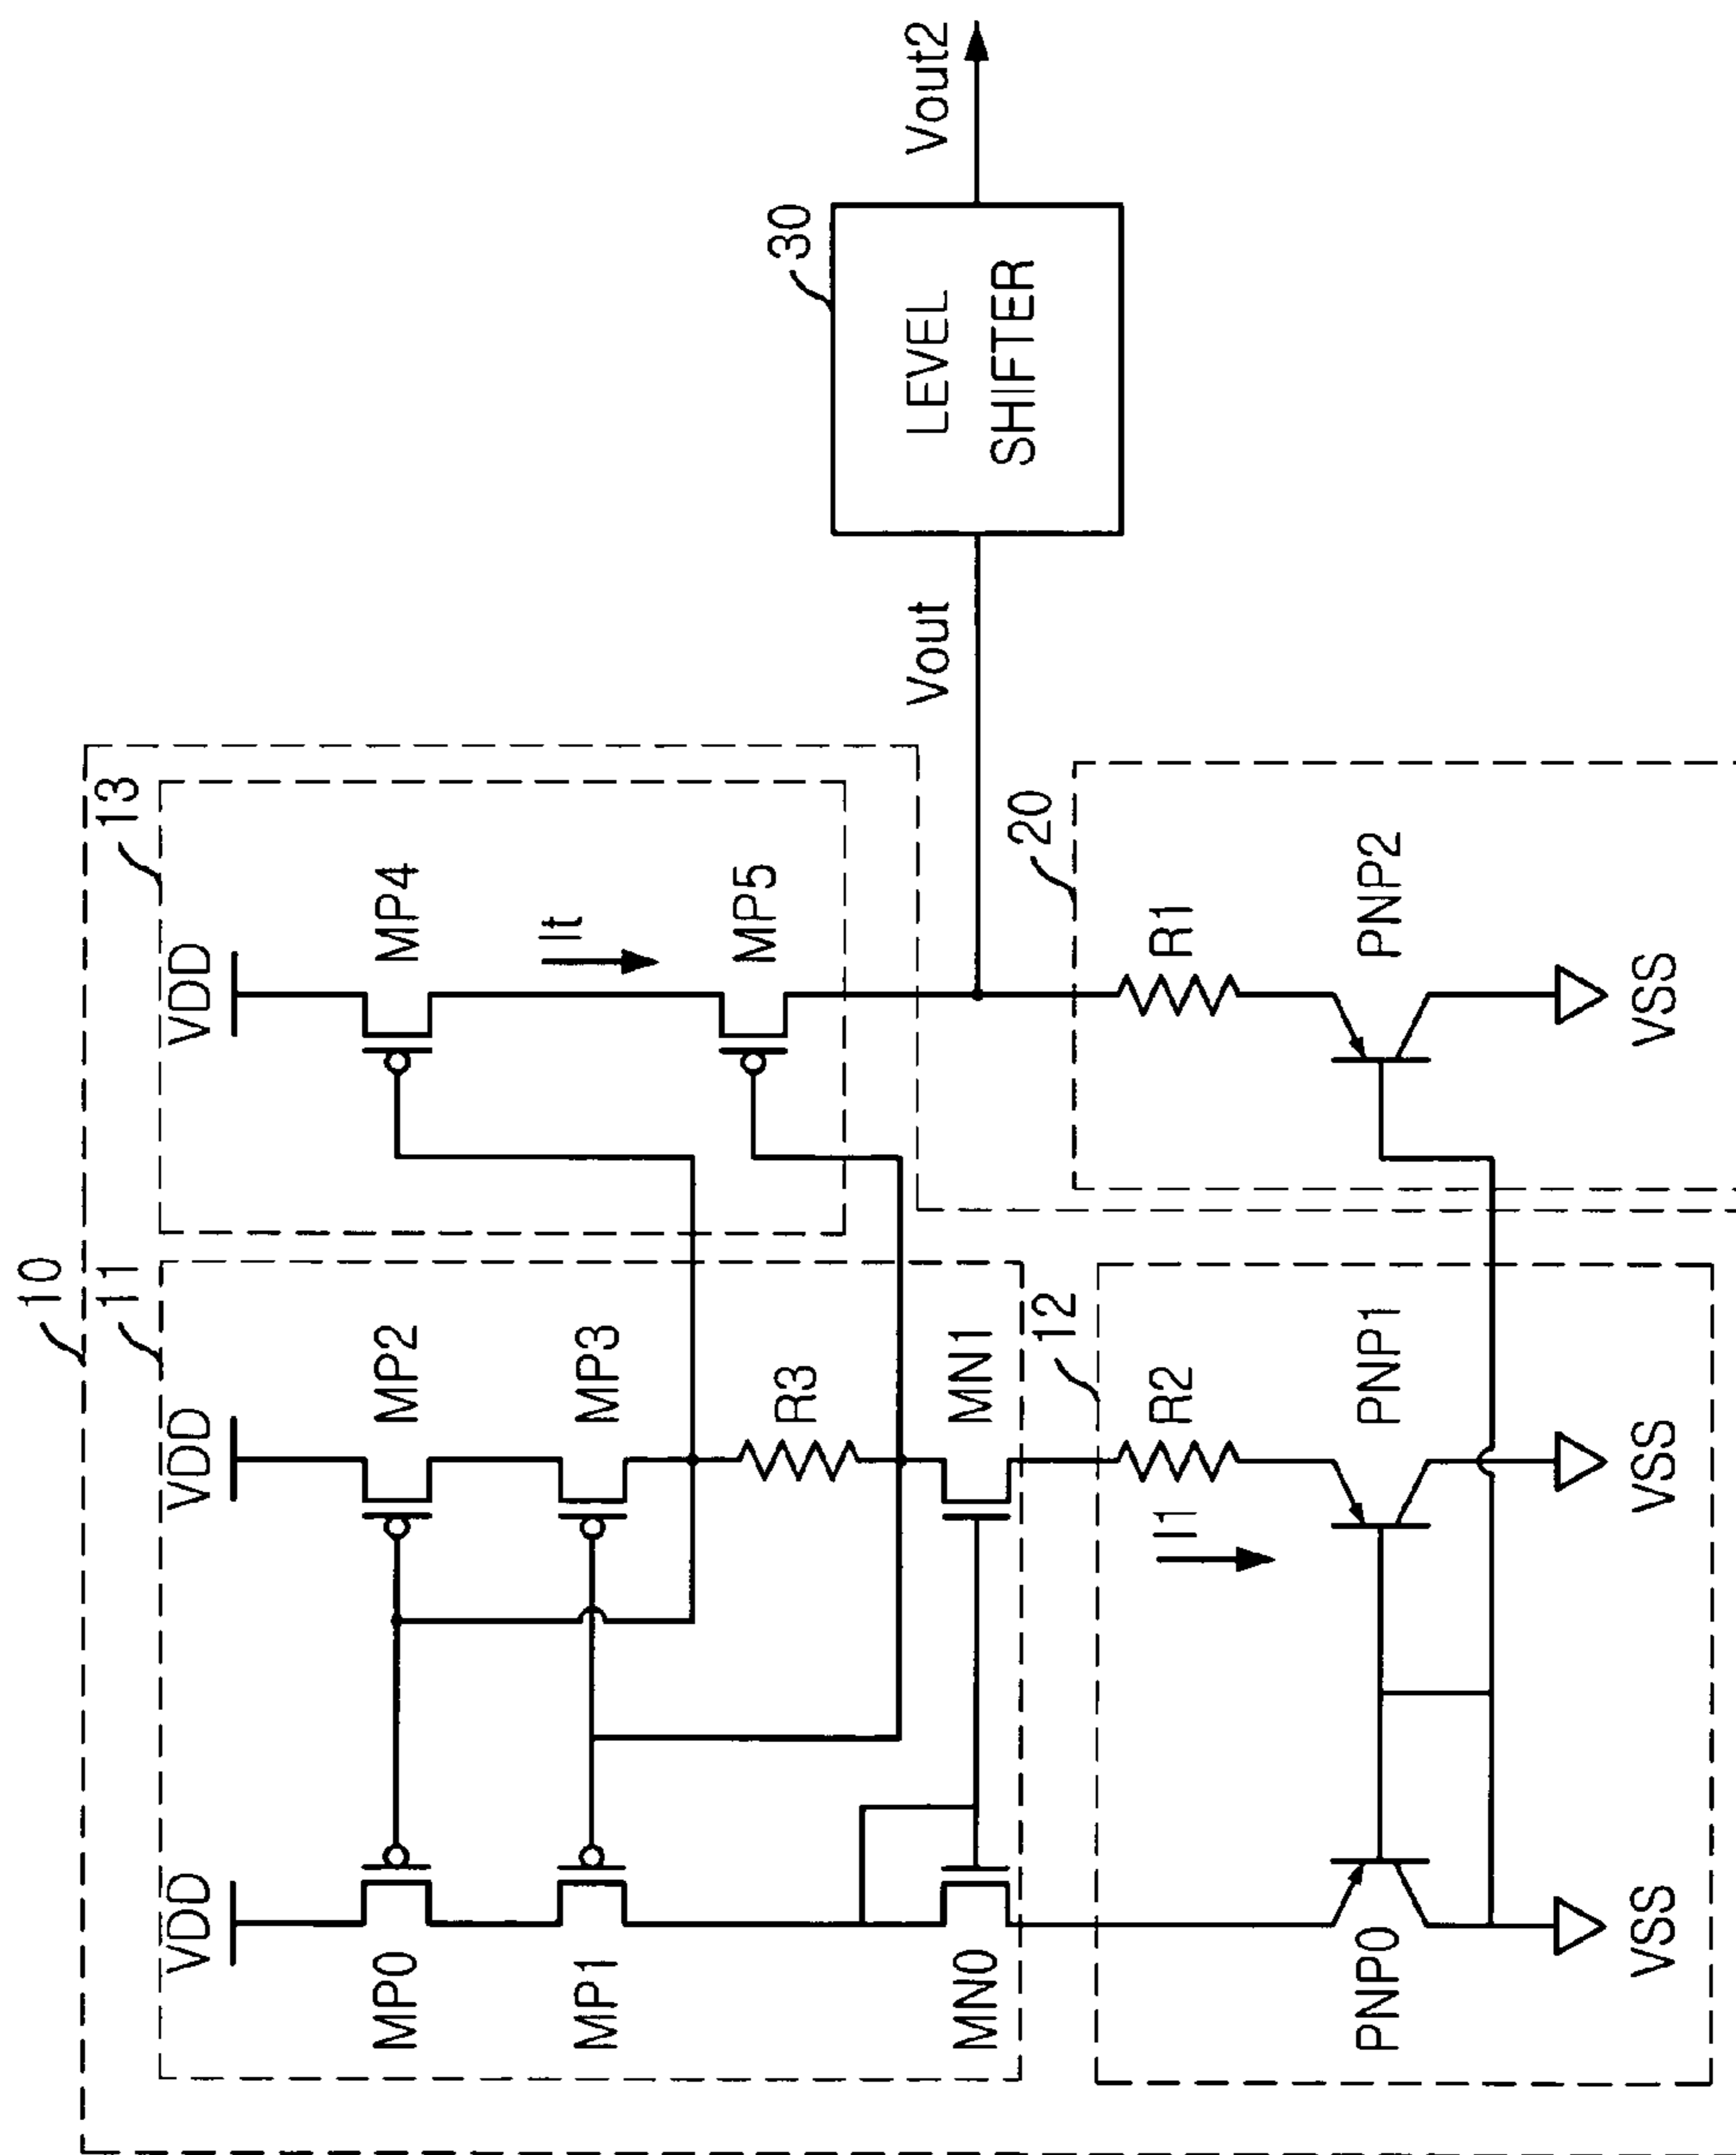 10
11
13
VDD
VDD
VDD
MP0
MP2
MP4
It
MP1
MP3
MP5
R3
MN0
MN1
Vout
LEVEL
SHIFTER
30
Vout2
12
20
R2
R1
I1
PNP0
PNP1
PNP2
VSS
VSS
VSS